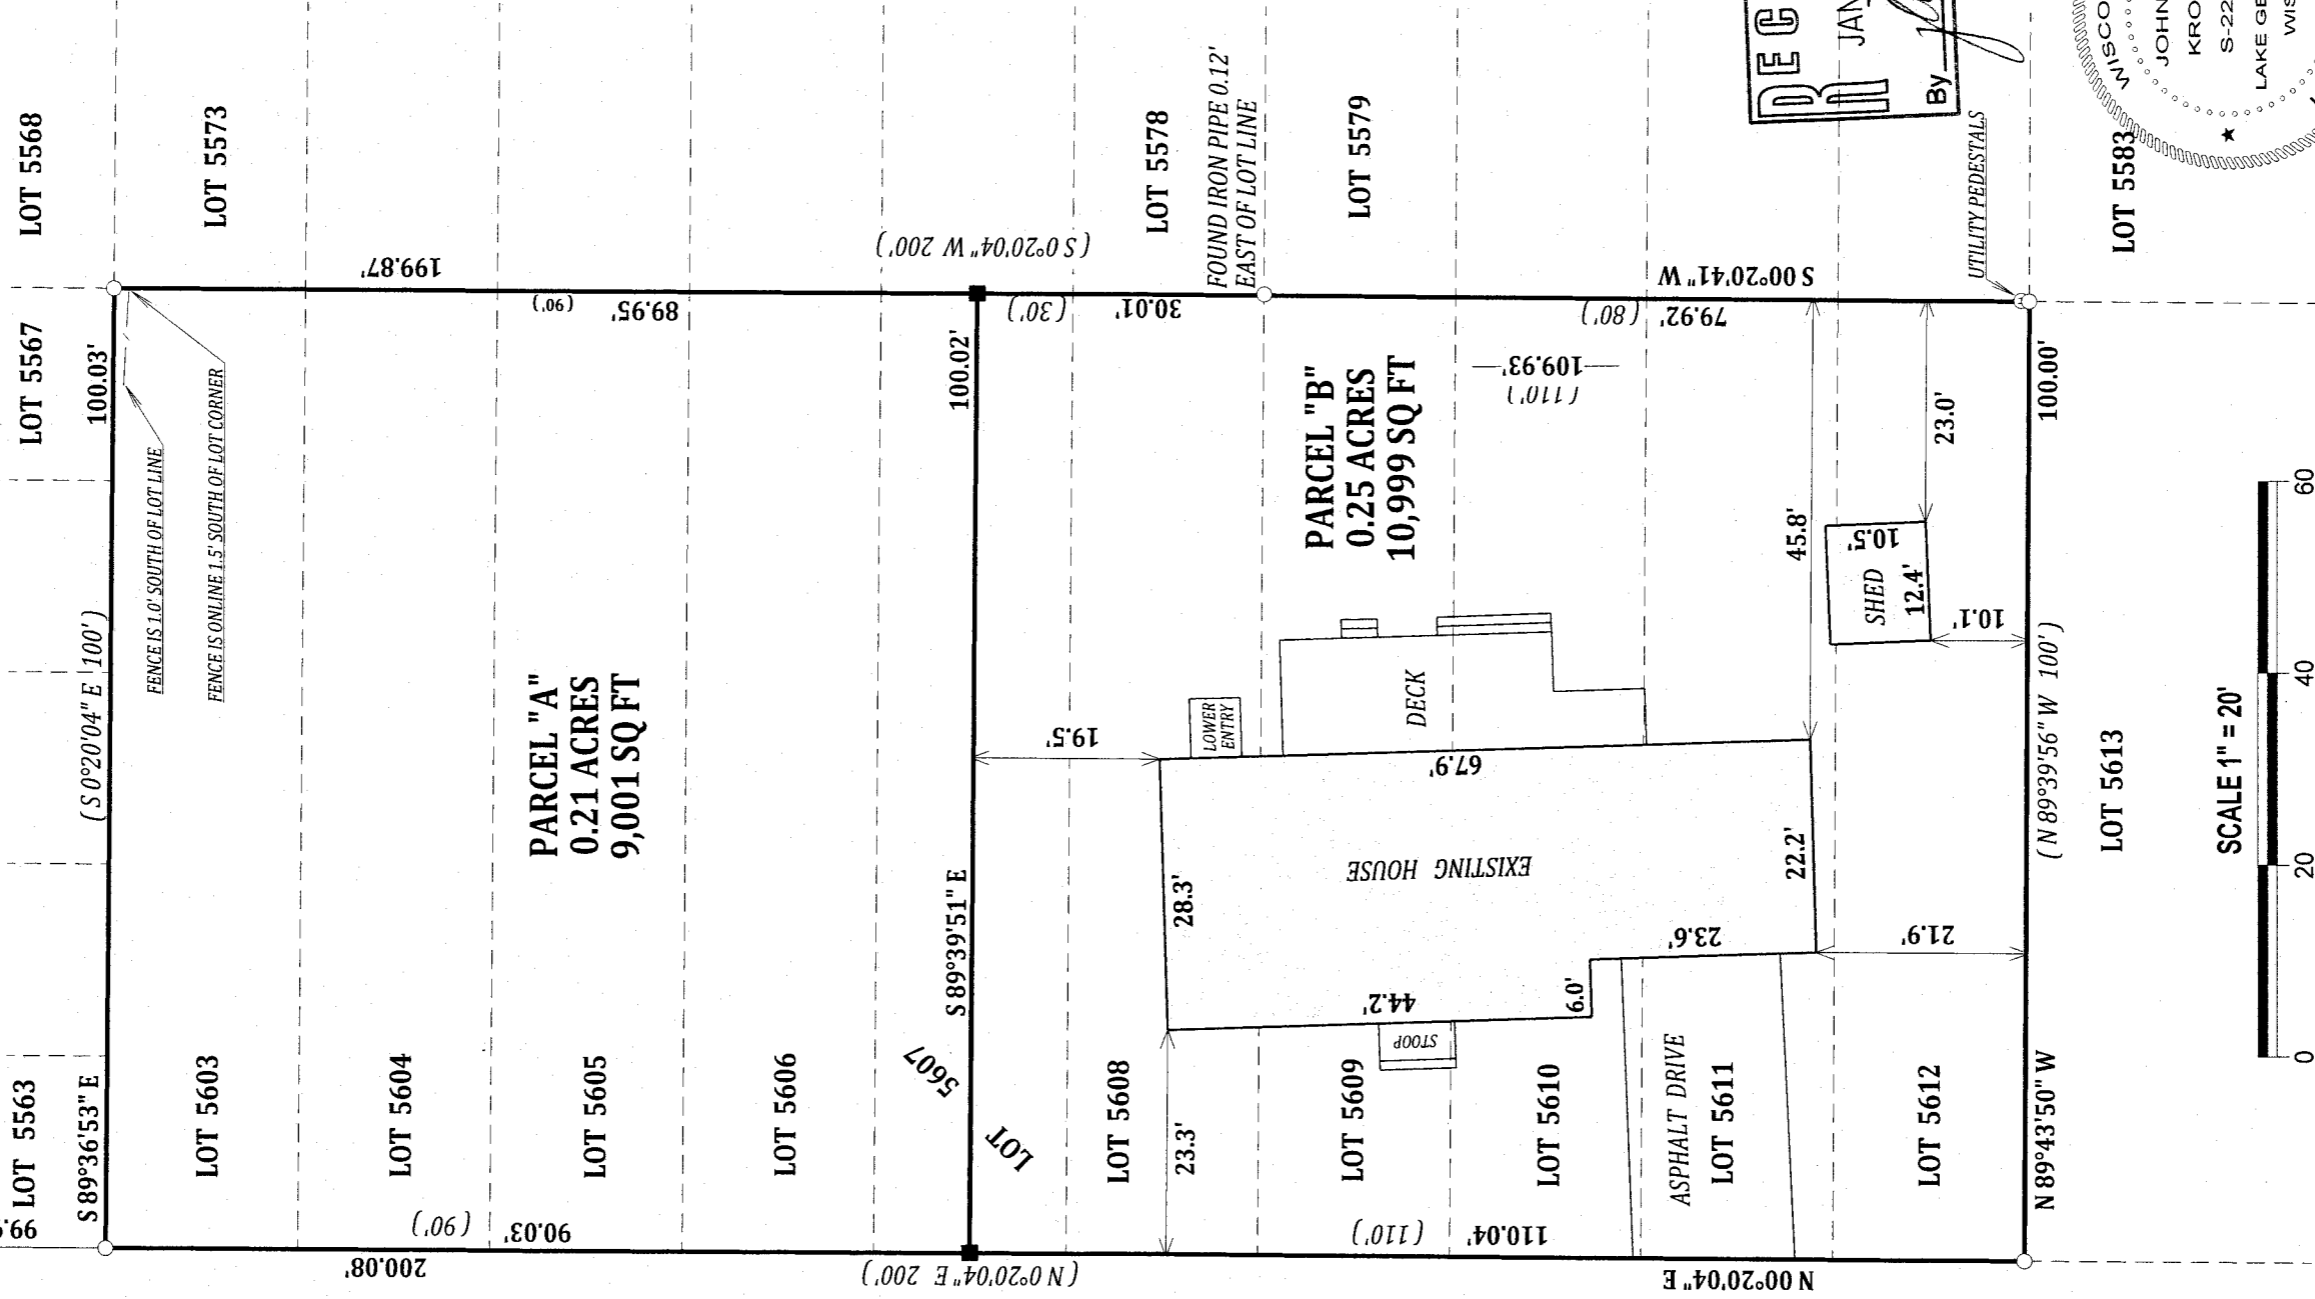 LOT 5563
LOT 5567
LOT 5568
S 89°36'53" E
( S 0°20'04" E 100' )
100.03'
FENCE IS 1.0' SOUTH OF LOT LINE
FENCE IS ONLINE 1.5' SOUTH OF LOT CORNER
LOT 5573
LOT 5603
LOT 5604
LOT 5605
LOT 5606
LOT 5607
200.08'
90.03'
( 90' )
( N 0°20'04" E 200' )
PARCEL "A"
0.21 ACRES
9,001 SQ FT
199.87'
89.95'
(90')
( S 0°20'04" W 200' )
S 89°39'51" E
100.02'
LOT 5578
FOUND IRON PIPE 0.12'
EAST OF LOT LINE
30.01'
( 30' )
LOT 5579
LOT 5608
LOT 5609
LOT 5610
LOT 5611
LOT 5612
23.3'
28.3'
19.5'
LOWER
ENTRY
DECK
67.9'
EXISTING HOUSE
44.2'
STOOP
6.0'
23.6'
22.2'
21.9'
ASPHALT DRIVE
110.04'
( 110' )
N 00°20'04" E
PARCEL "B"
0.25 ACRES
10,999 SQ FT
109.93'
( 110' )
79.92'
( 80' )
S 00°20'41" W
45.8'
SHED
10.5'
12.4'
10.1'
23.0'
UTILITY PEDESTALS
N 89°43'50" W
( N 89°39'56" W 100' )
100.00'
LOT 5613
LOT 5583
SCALE 1" = 20'
0 20 40 60
By
WISCO
JOHN
KRO
S-22
LAKE GE
WIS